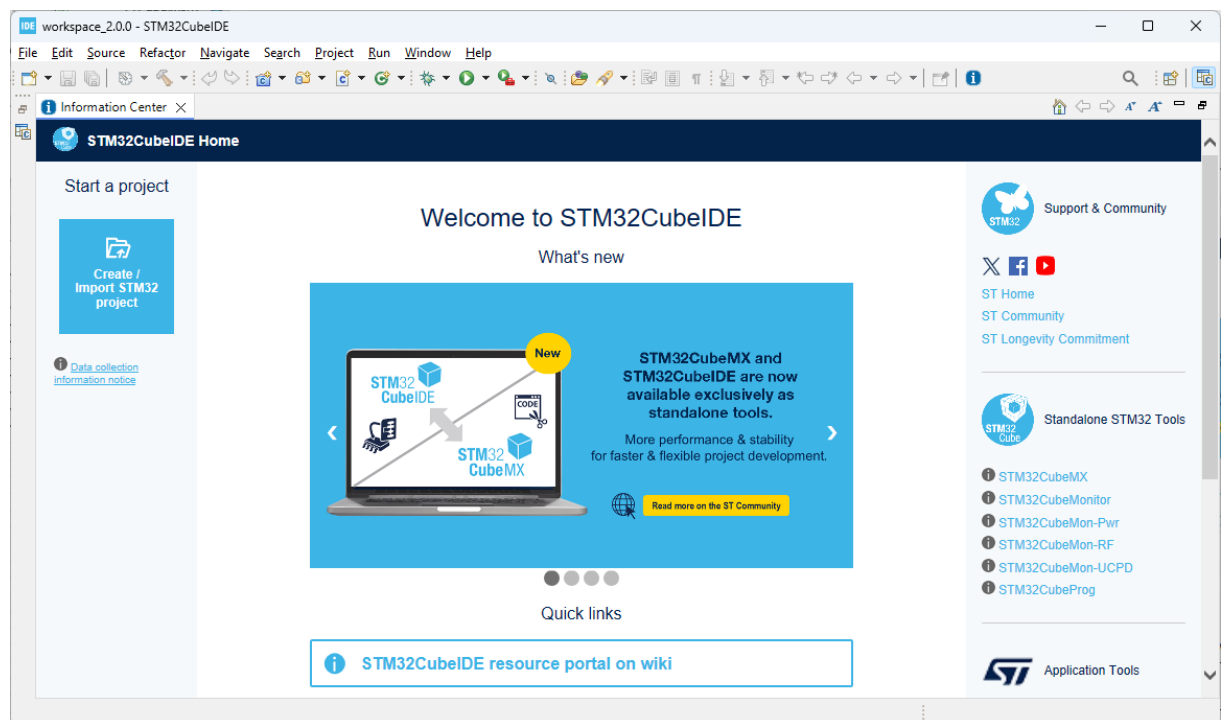 IDE workspace_2.0.0 - STM32CubeIDE
File Edit Source Refactor Navigate Search Project Run Window Help
Information Center
STM32CubeIDE Home
Start a project
Create /
Import STM32
project
Data collection
information notice
Welcome to STM32CubeIDE
What's new
New
STM32
CubeIDE
CODE
STM32
CubeMX
STM32CubeMX and
STM32CubeIDE are now
available exclusively as
standalone tools.
More performance & stability
for faster & flexible project development.
Read more on the ST Community
Quick links
STM32CubeIDE resource portal on wiki
STM32
Support & Community
ST Home
ST Community
ST Longevity Commitment
STM32
Cube
Standalone STM32 Tools
STM32CubeMX
STM32CubeMonitor
STM32CubeMon-Pwr
STM32CubeMon-RF
STM32CubeMon-UCPD
STM32CubeProg
ST
Application Tools